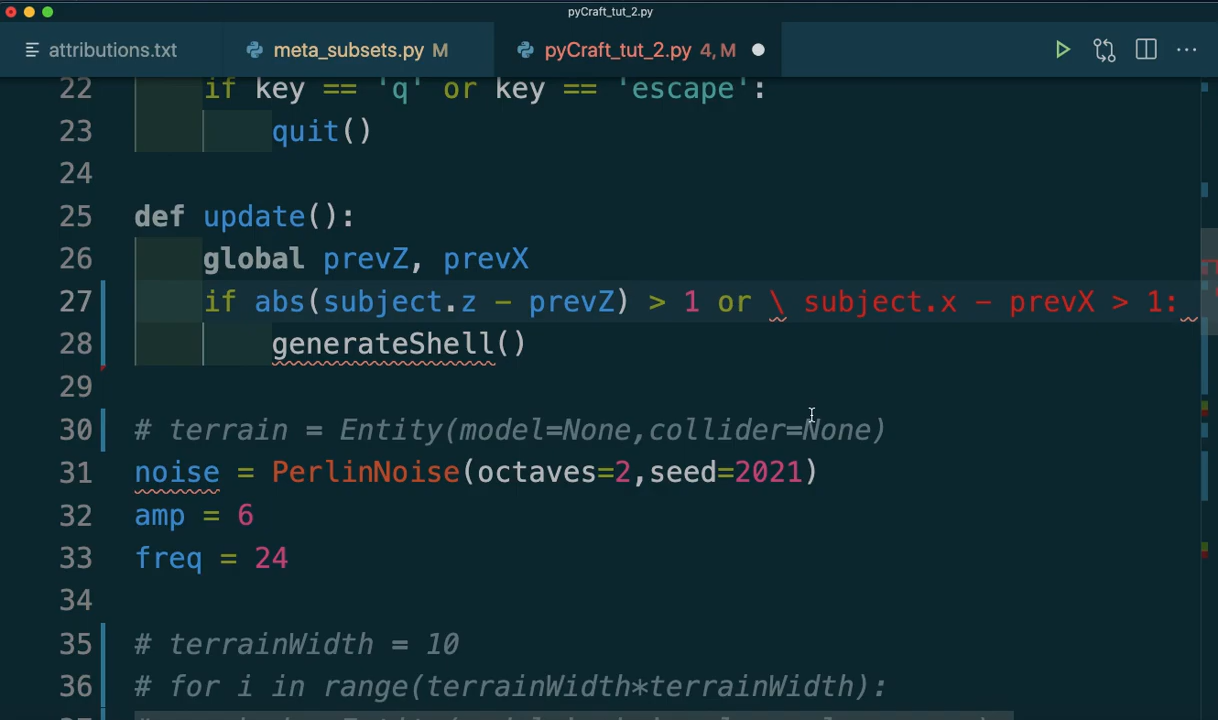 pyCraft_tut_2.py
attributions.txt meta_subsets.py M pyCraft_tut_2.py 4, M
22 if key == 'q' or key == 'escape':
23 quit()
24
25 def update():
26 global prevZ, prevX
27 if abs(subject.z - prevZ) > 1 or \ subject.x - prevX > 1:
28 generateShell()
29
30 # terrain = Entity(model=None,collider=None)
31 noise = PerlinNoise(octaves=2,seed=2021)
32 amp = 6
33 freq = 24
34
35 # terrainWidth = 10
36 # for i in range(terrainWidth*terrainWidth):